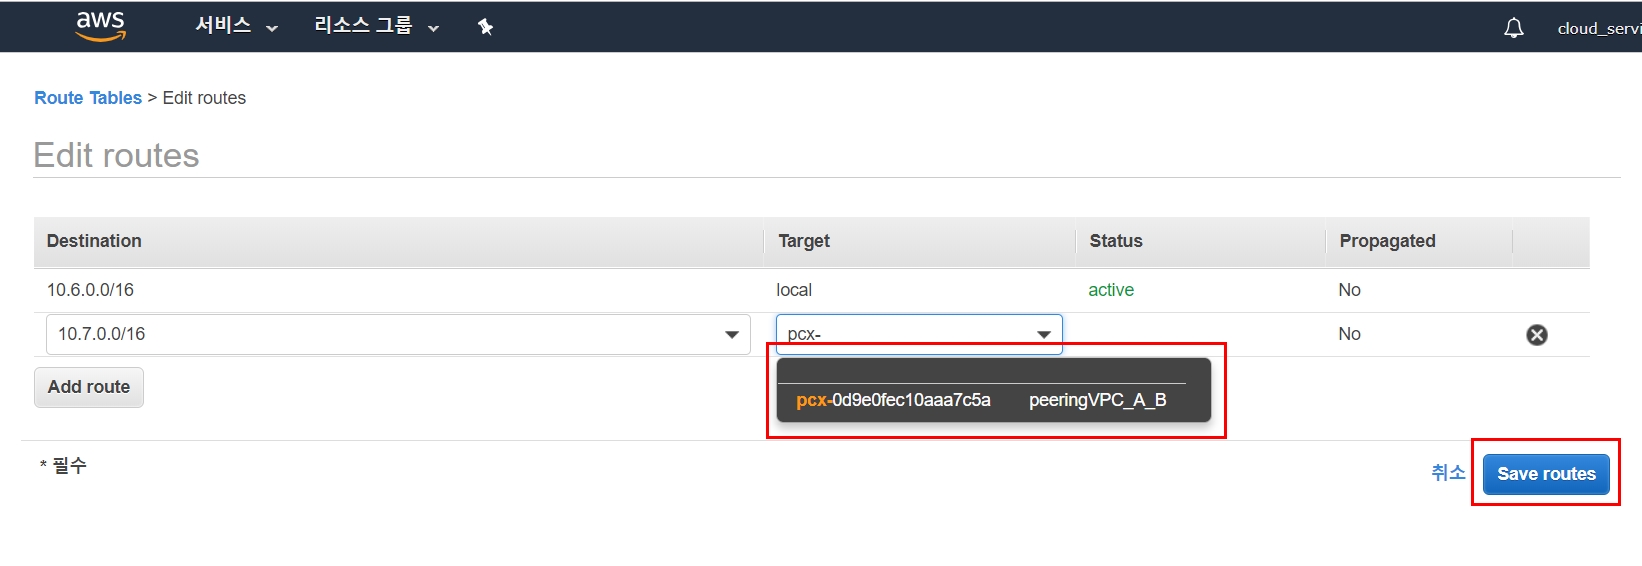 aws 서비스 리소스 그룹 cloud_servi
Route Tables > Edit routes
Edit routes
Destination Target Status Propagated
10.6.0.0/16 local active No
10.7.0.0/16 pcx- No
Add route
pcx-0d9e0fec10aaa7c5a peeringVPC_A_B
* 필수
취소 Save routes